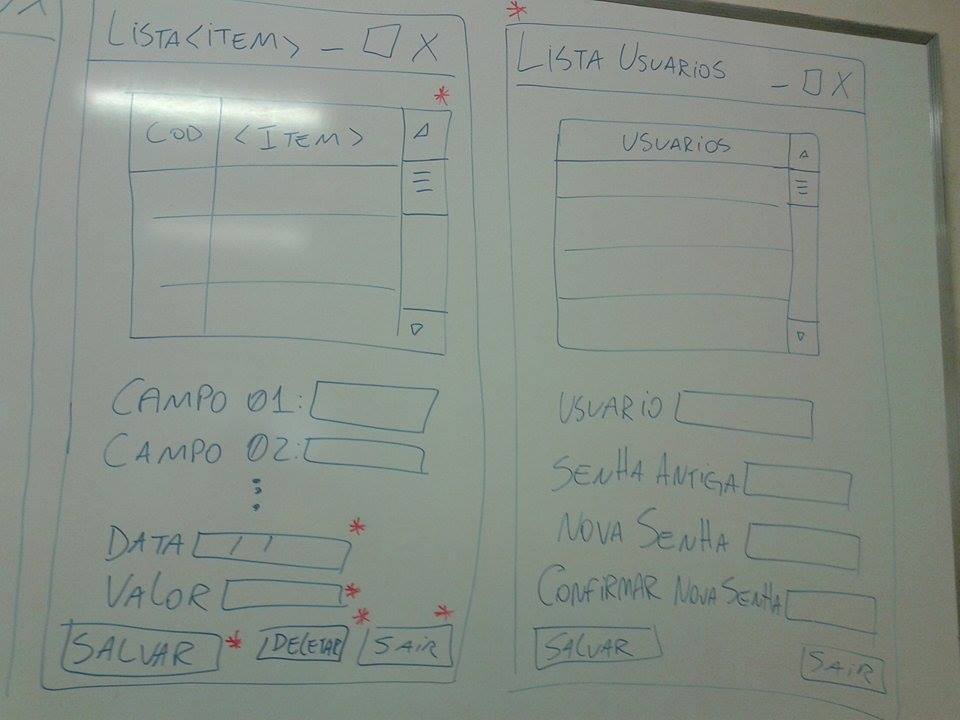 LISTA<ITEM> _ X
COD <ITEM>
CAMPO 01:
CAMPO 02:
DATA / /
VALOR
SALVAR DELETAR SAIR
LISTA USUARIOS _ X
USUARIOS
USUARIO
SENHA ANTIGA
NOVA SENHA
CONFIRMAR NOVA SENHA
SALVAR
SAIR